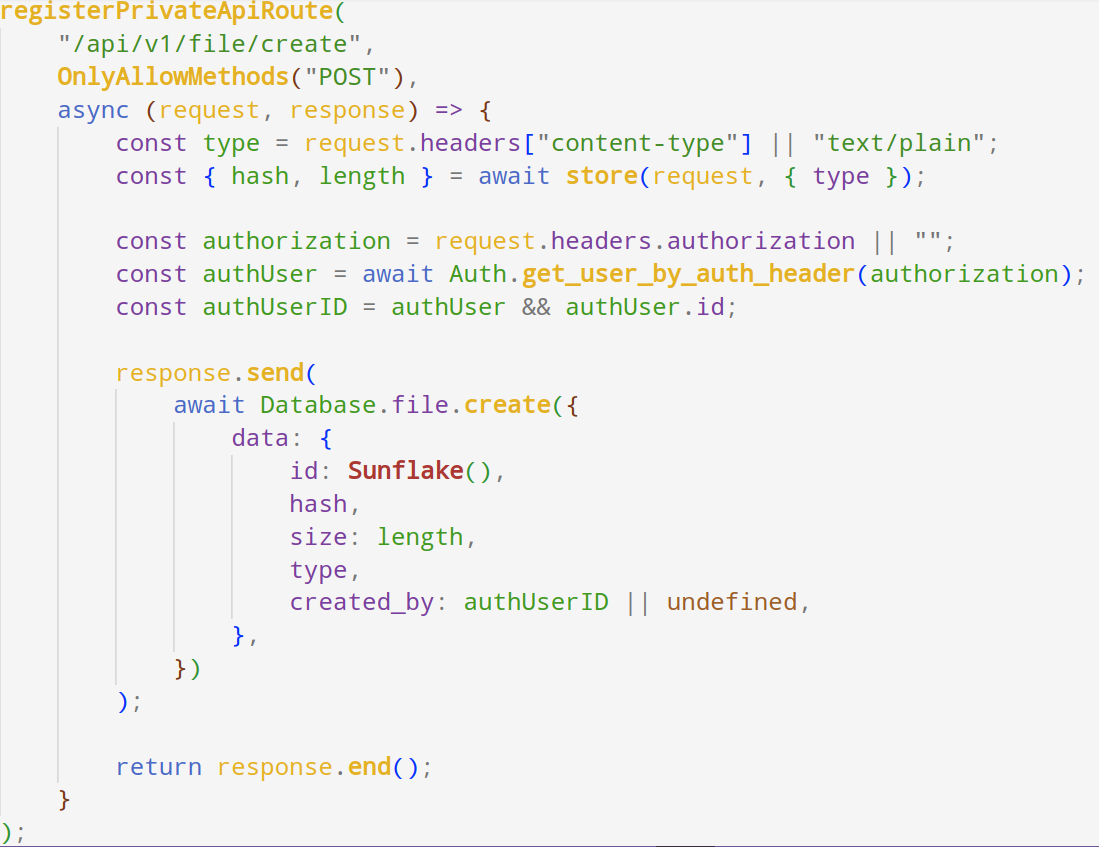 registerPrivateApiRoute(
    "/api/v1/file/create",
    OnlyAllowMethods("POST"),
    async (request, response) => {
        const type = request.headers["content-type"] || "text/plain";
        const { hash, length } = await store(request, { type });

        const authorization = request.headers.authorization || "";
        const authUser = await Auth.get_user_by_auth_header(authorization);
        const authUserID = authUser && authUser.id;

        response.send(
            await Database.file.create({
                data: {
                    id: Sunflake(),
                    hash,
                    size: length,
                    type,
                    created_by: authUserID || undefined,
                },
            })
        );

        return response.end();
    }
);